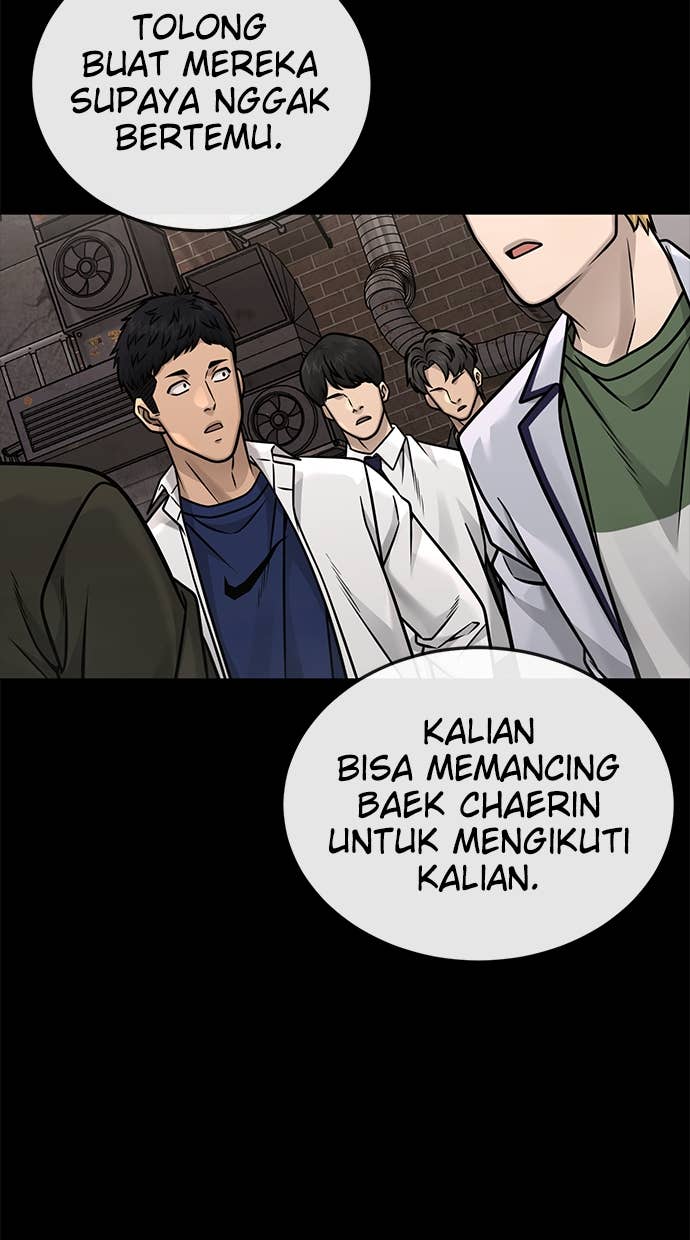 TOLONG
BUAT MEREKA
SUPAYA NGGAK
BERTEMU.
KALIAN
BISA MEMANCING
BAEK CHAERIN
UNTUK MENGIKUTI
KALIAN.